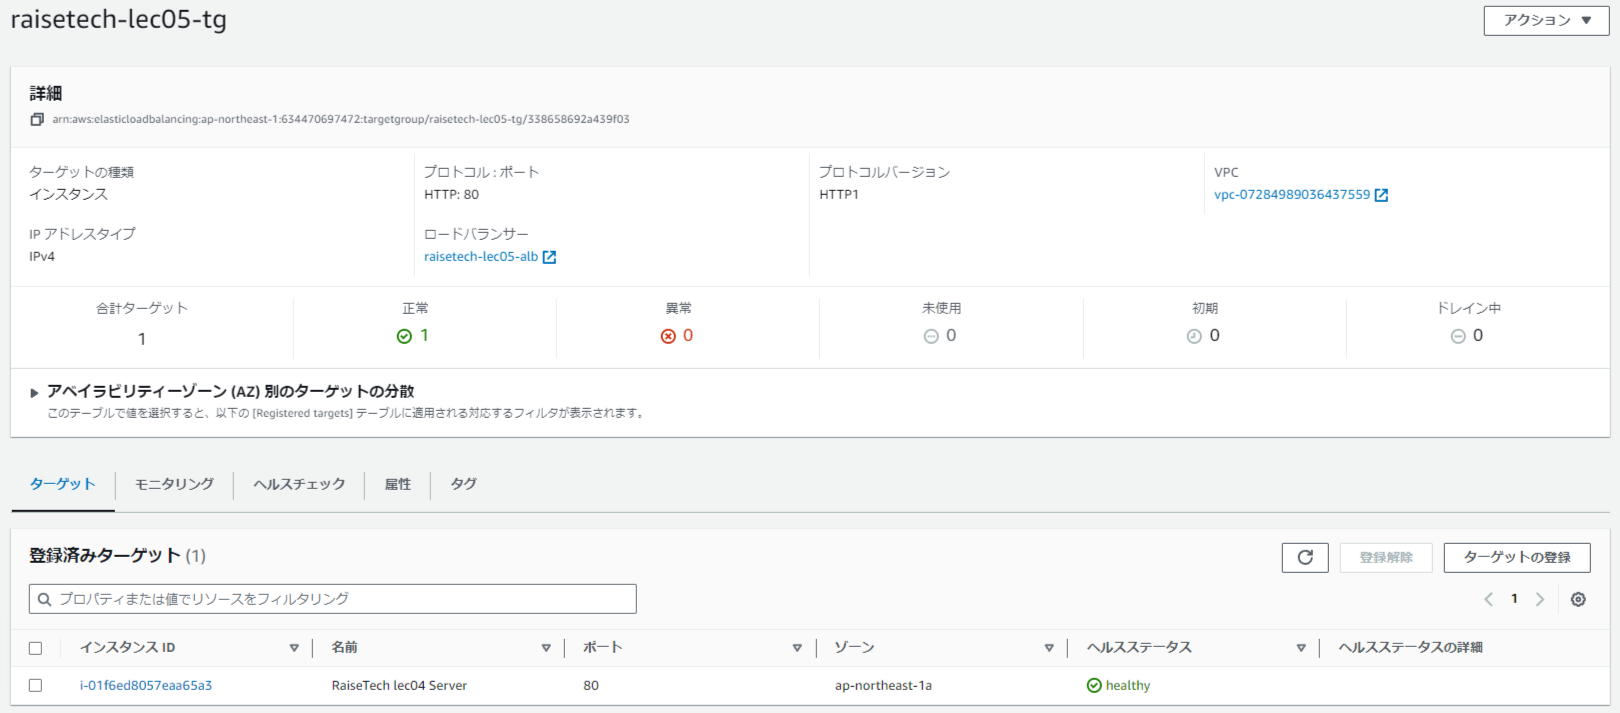 raisetech-lec05-tg
アクション
詳細
arn:aws:elasticloadbalancing:ap-northeast-1:634470697472:targetgroup/raisetech-lec05-tg/338658692a439f03
ターゲットの種類
インスタンス
プロトコル : ポート
HTTP: 80
プロトコルバージョン
HTTP1
VPC
vpc-07284989036437559
IP アドレスタイプ
IPv4
ロードバランサー
raisetech-lec05-alb
合計ターゲット
1
正常
1
異常
0
未使用
0
初期
0
ドレイン中
0
アベイラビリティーゾーン (AZ) 別のターゲットの分散
このテーブルで値を選択すると、以下の [Registered targets] テーブルに適用される対応するフィルタが表示されます。
ターゲット
モニタリング
ヘルスチェック
属性
タグ
登録済みターゲット (1)
登録解除
ターゲットの登録
プロパティまたは値でリソースをフィルタリング
1
インスタンス ID
名前
ポート
ゾーン
ヘルスステータス
ヘルスステータスの詳細
i-01f6ed8057eaa65a3
RaiseTech lec04 Server
80
ap-northeast-1a
healthy